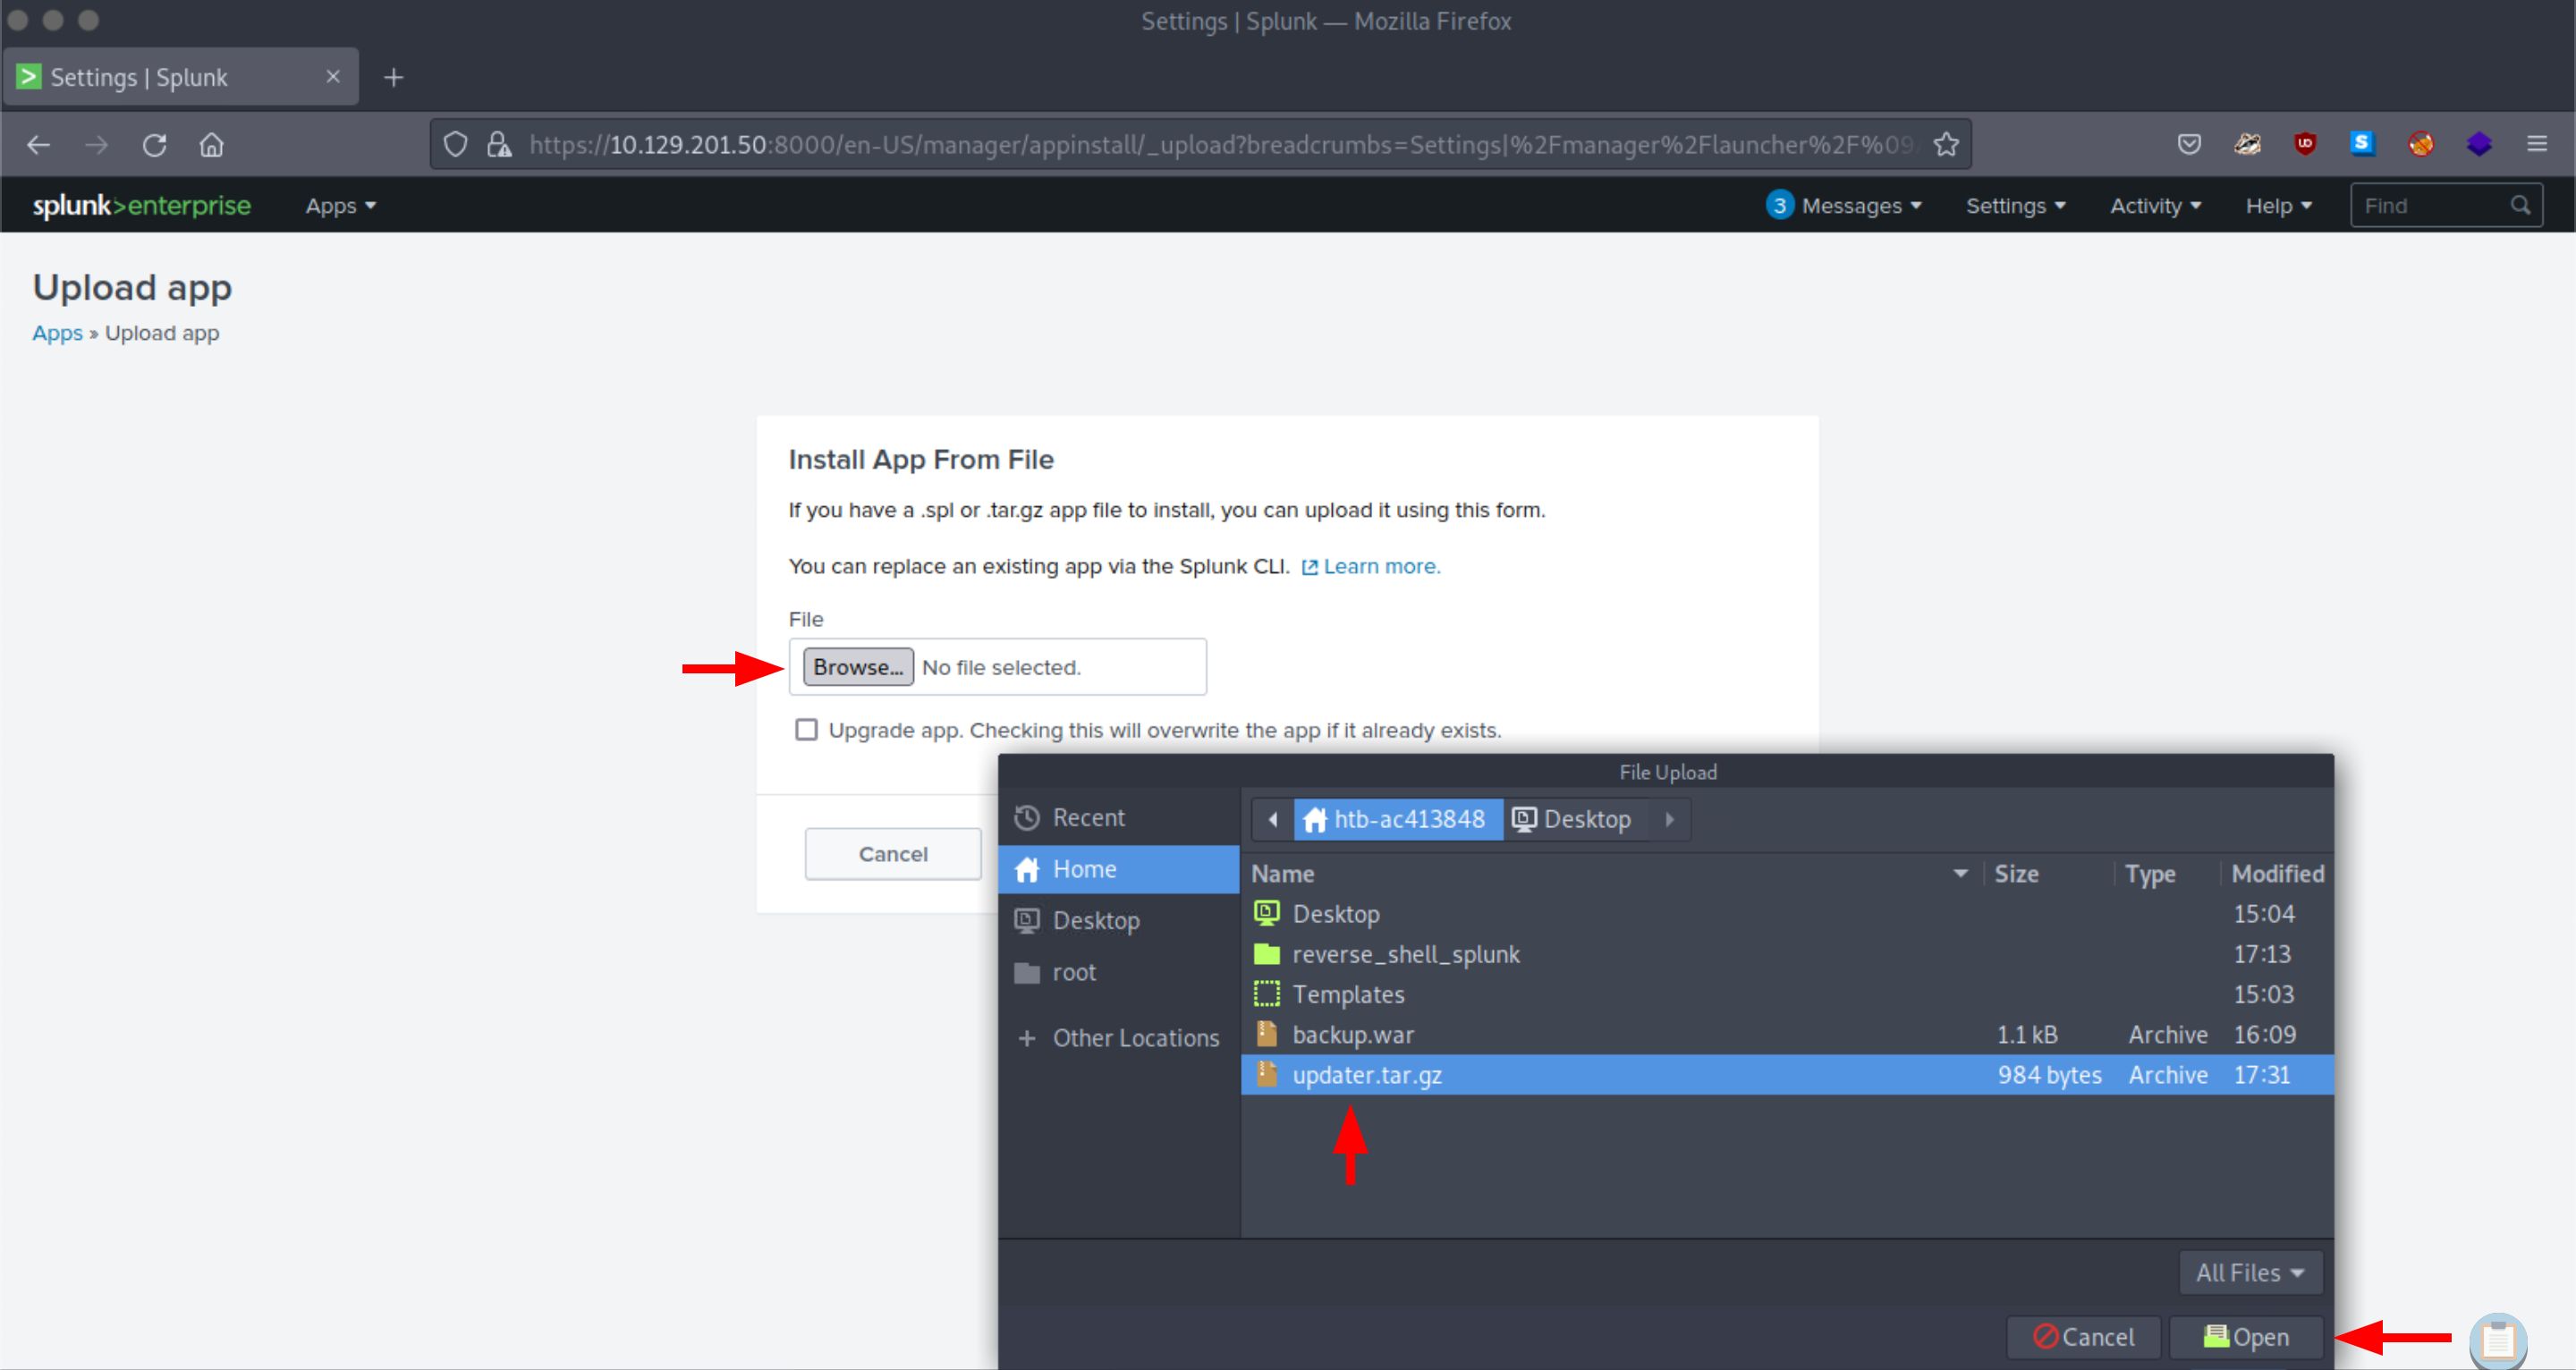 Settings | Splunk — Mozilla Firefox
Settings | Splunk
https://10.129.201.50:8000/en-US/manager/appinstall/_upload?breadcrumbs=Settings|%2Fmanager%2Flauncher%2F%09
splunk>enterprise Apps 3 Messages Settings Activity Help Find
Upload app
Apps » Upload app
Install App From File
If you have a .spl or .tar.gz app file to install, you can upload it using this form.
You can replace an existing app via the Splunk CLI. Learn more.
File
Browse... No file selected.
Upgrade app. Checking this will overwrite the app if it already exists.
Cancel
File Upload
Recent
Home
Desktop
root
Other Locations
htb-ac413848 Desktop
Name Size Type Modified
Desktop 15:04
reverse_shell_splunk 17:13
Templates 15:03
backup.war 1.1 kB Archive 16:09
updater.tar.gz 984 bytes Archive 17:31
All Files
Cancel Open